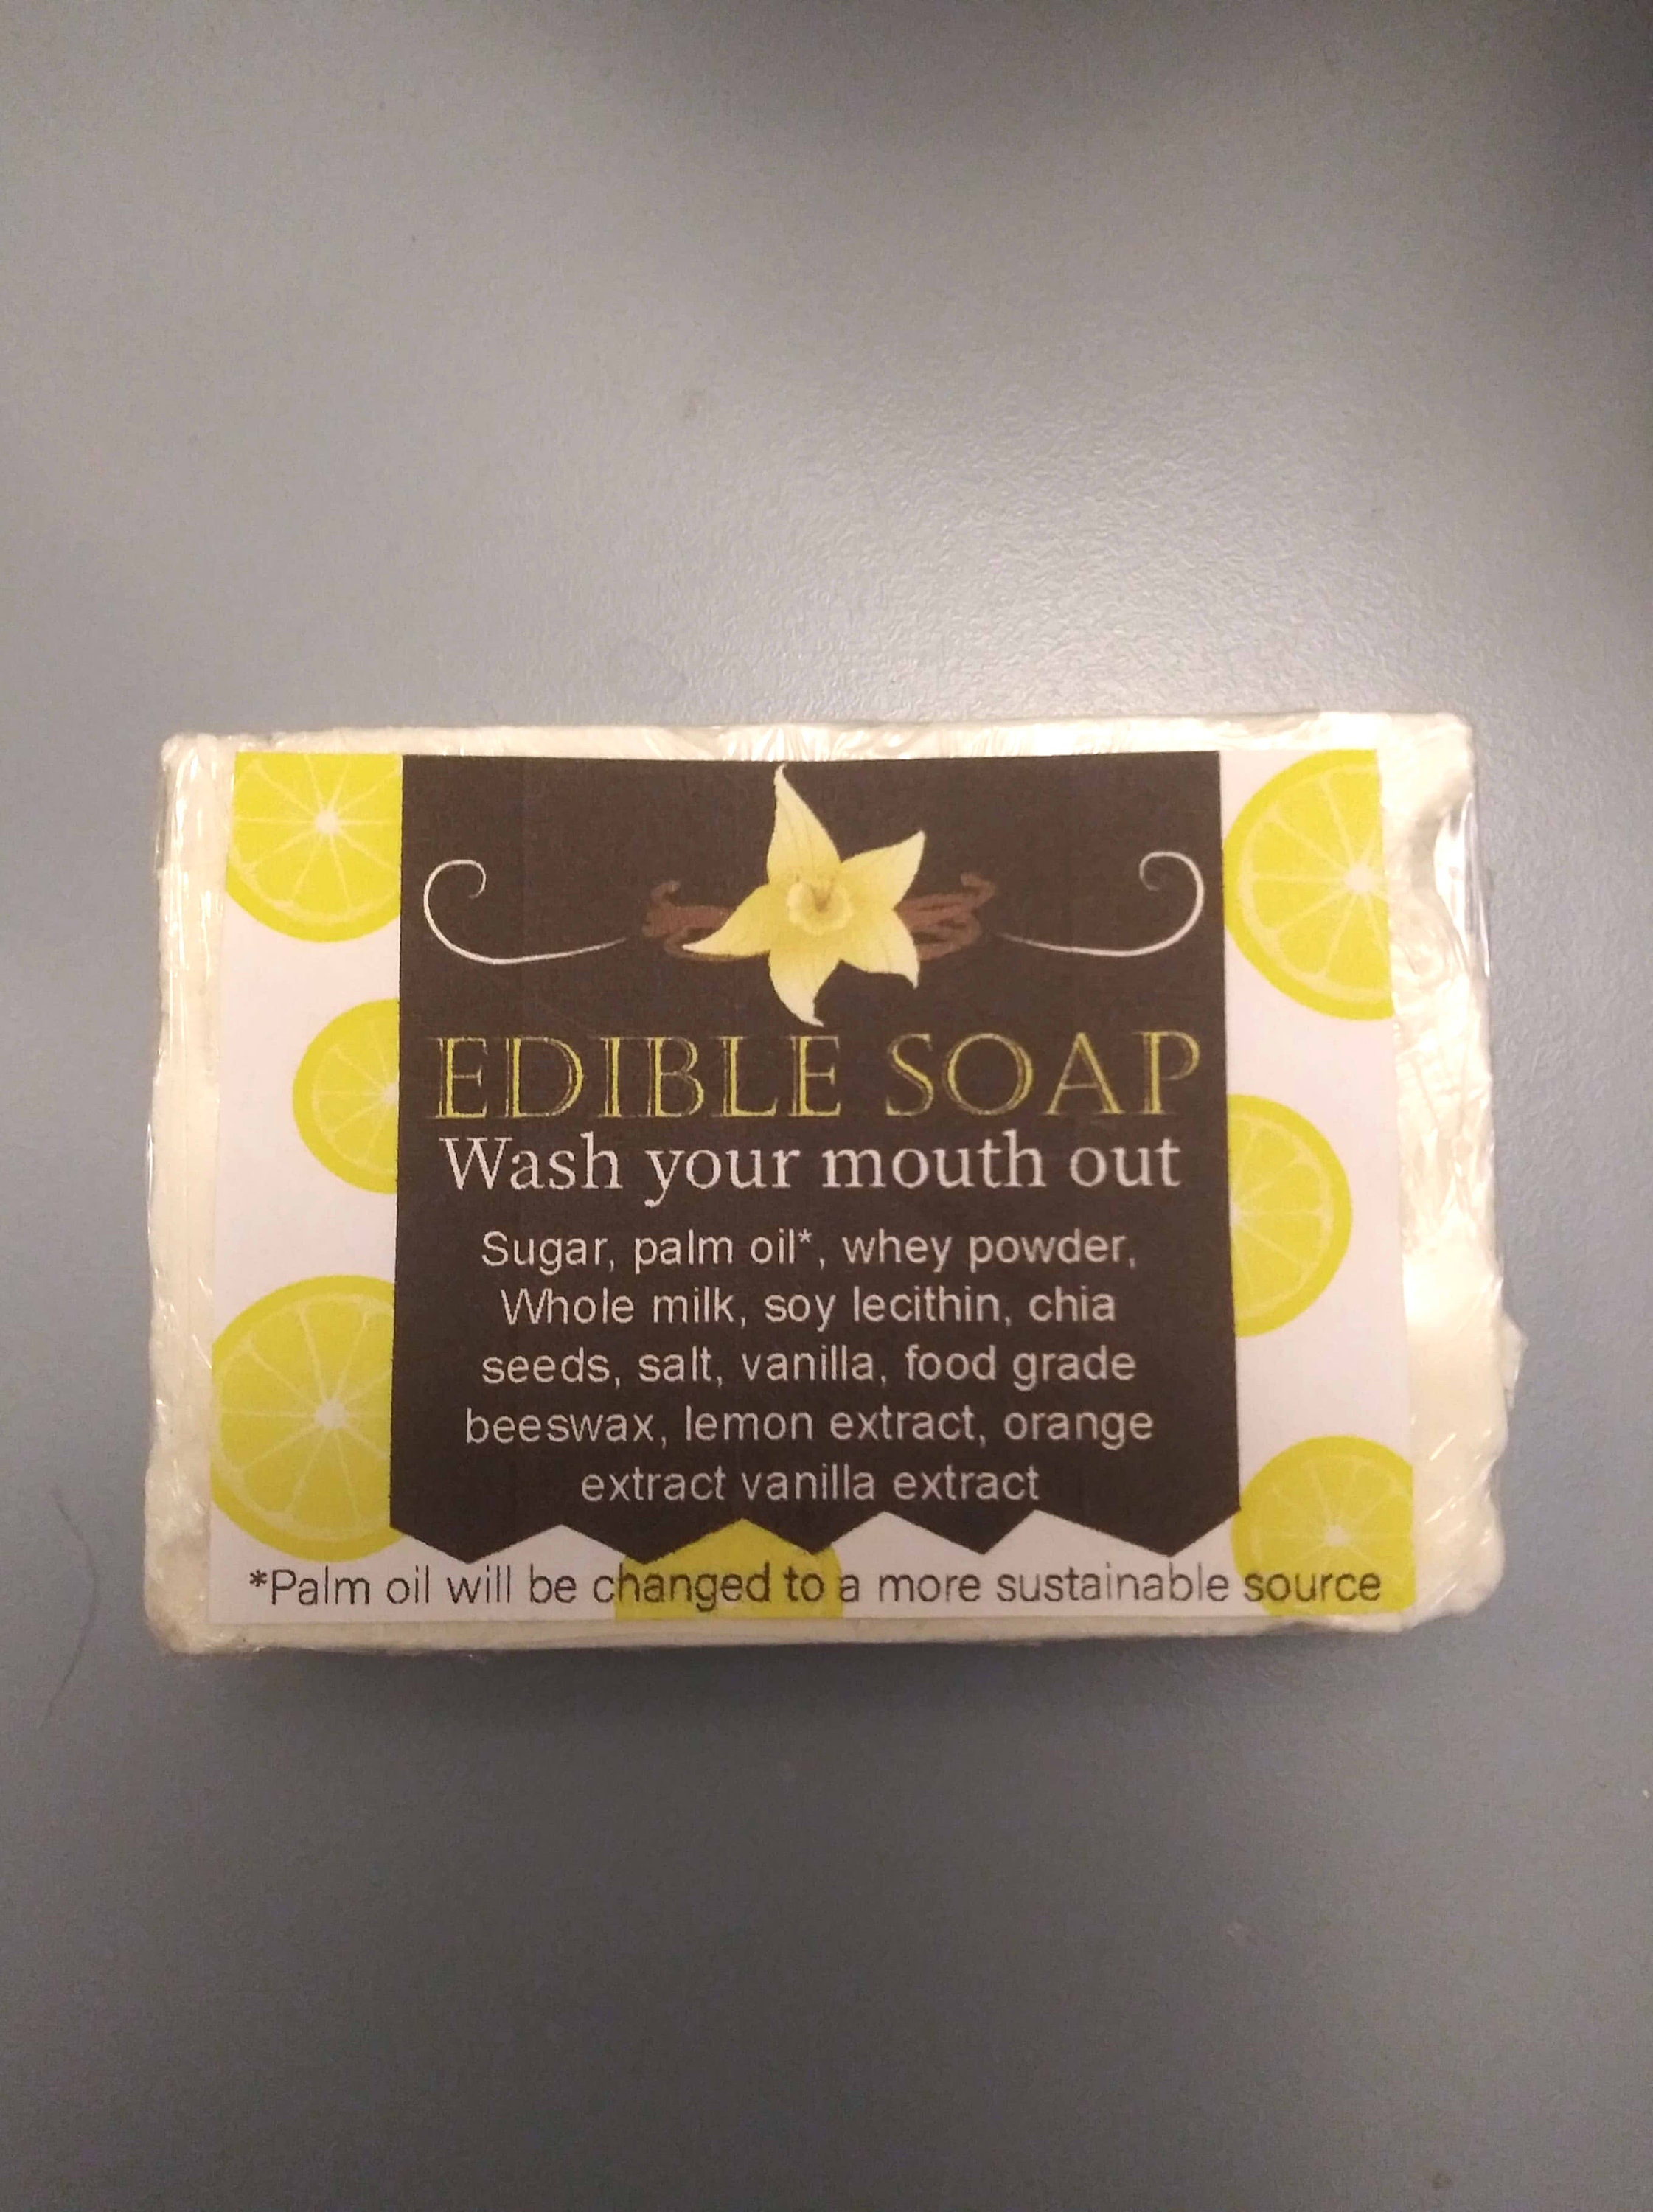 EDIBLE SOAP
Wash your mouth out
Sugar, palm oil*, whey powder,
Whole milk, soy lecithin, chia
seeds, salt, vanilla, food grade
beeswax, lemon extract, orange
extract vanilla extract
*Palm oil will be changed to a more sustainable source